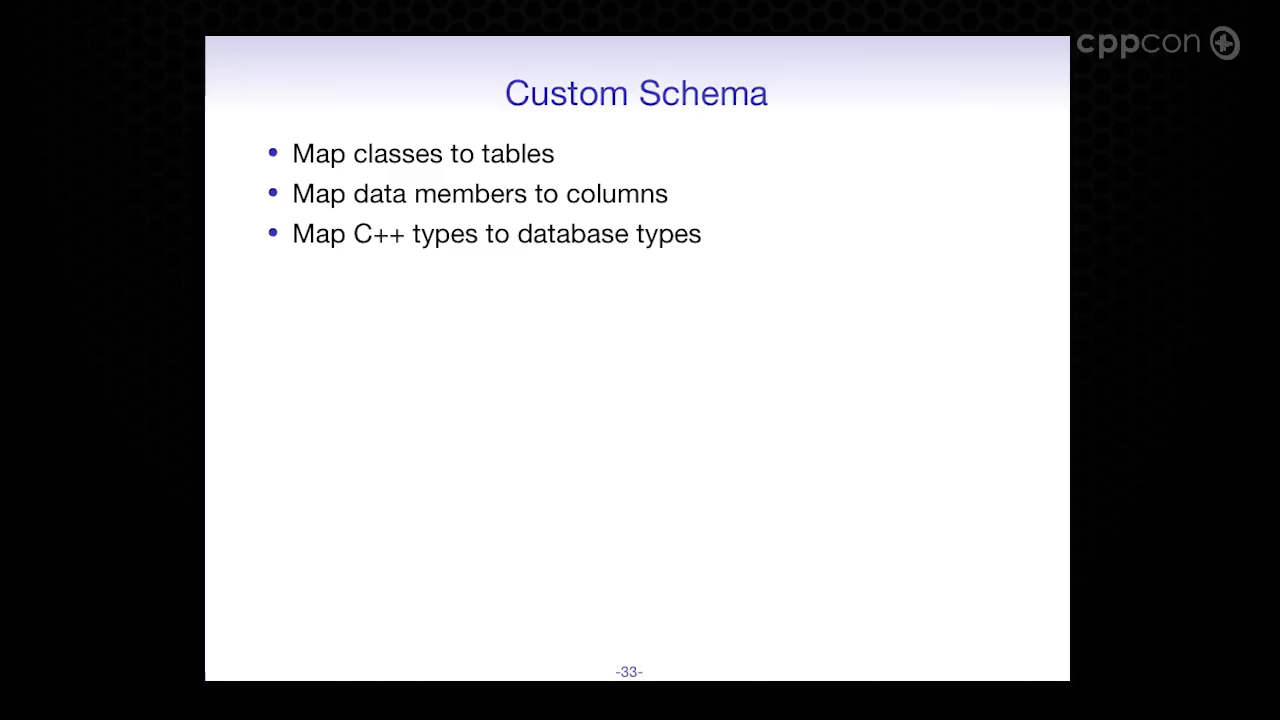 cppcon
Custom Schema
• Map classes to tables
• Map data members to columns
• Map C++ types to database types
-33-